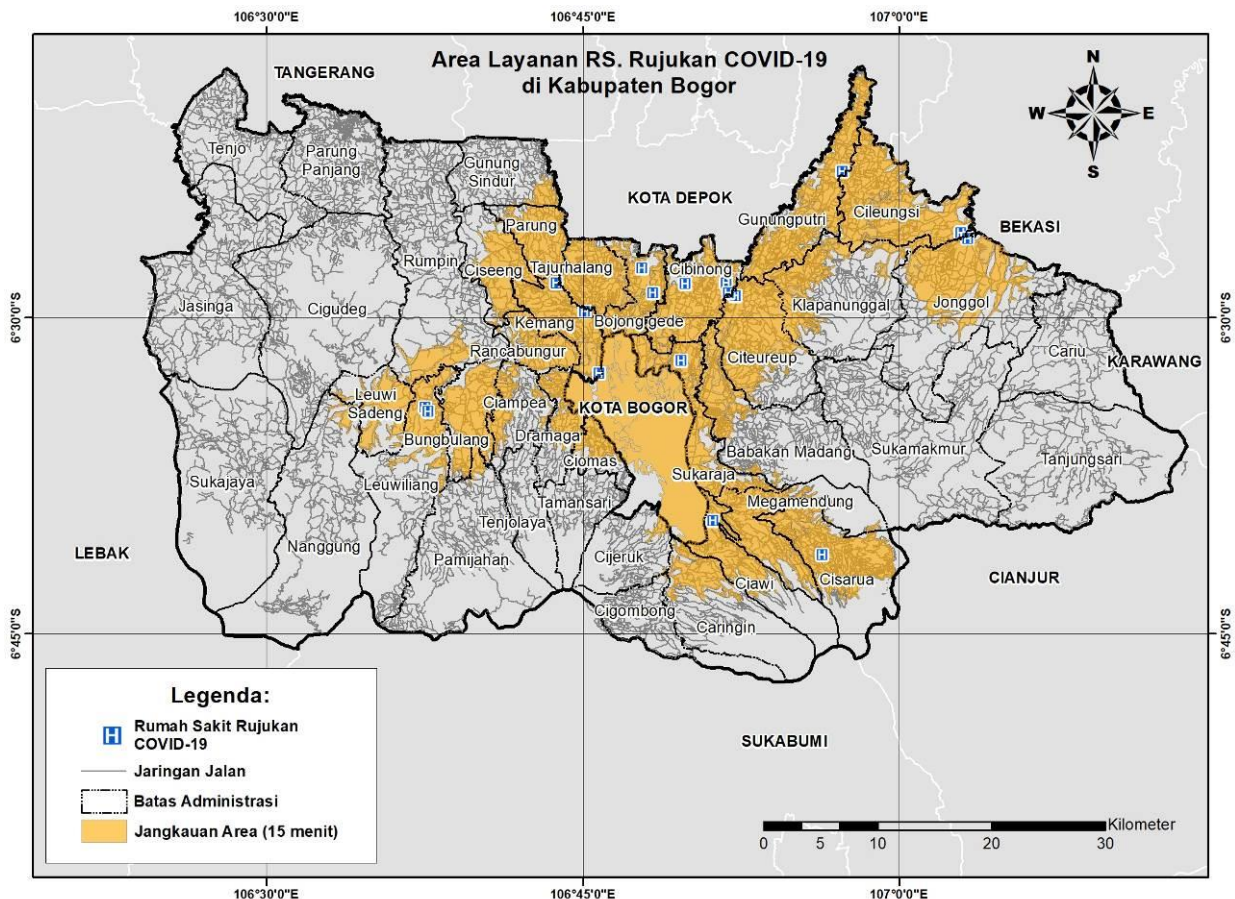 106°30'0"E
106°45'0"E
107°0'0"E
Area Layanan RS. Rujukan COVID-19
di Kabupaten Bogor
N
W
E
S
TANGERANG
Tenjo
Parung
Panjang
Gunung
Sindur
KOTA DEPOK
Gunungputri
Cileungsi
BEKASI
Parung
Rumpin
Ciseeng
Tajurhalang
Cibinong
Jasinga
Cigudeg
Klapanunggal
Jonggol
6°30'0"S
6°30'0"S
Kemang
Bojong gede
Rancabungur
Citeureup
Cariu
KARAWANG
Leuwi
Sadeng
Ciampea
KOTA BOGOR
Bungbulang
Dramaga
Babakan Madang
Sukamakmur
Tanjungsari
Ciomas
Sukaraja
Sukajaya
Leuwiliang
Tamansari
Megamendung
Tenjolaya
LEBAK
Nanggung
Pamijahan
Cijeruk
Ciawi
Cisarua
CIANJUR
Cigombong
Caringin
6°45'0"S
6°45'0"S
Legenda:
H
Rumah Sakit Rujukan
COVID-19
Jaringan Jalan
Batas Administrasi
Jangkauan Area (15 menit)
SUKABUMI
Kilometer
0 5 10 20 30
106°30'0"E
106°45'0"E
107°0'0"E